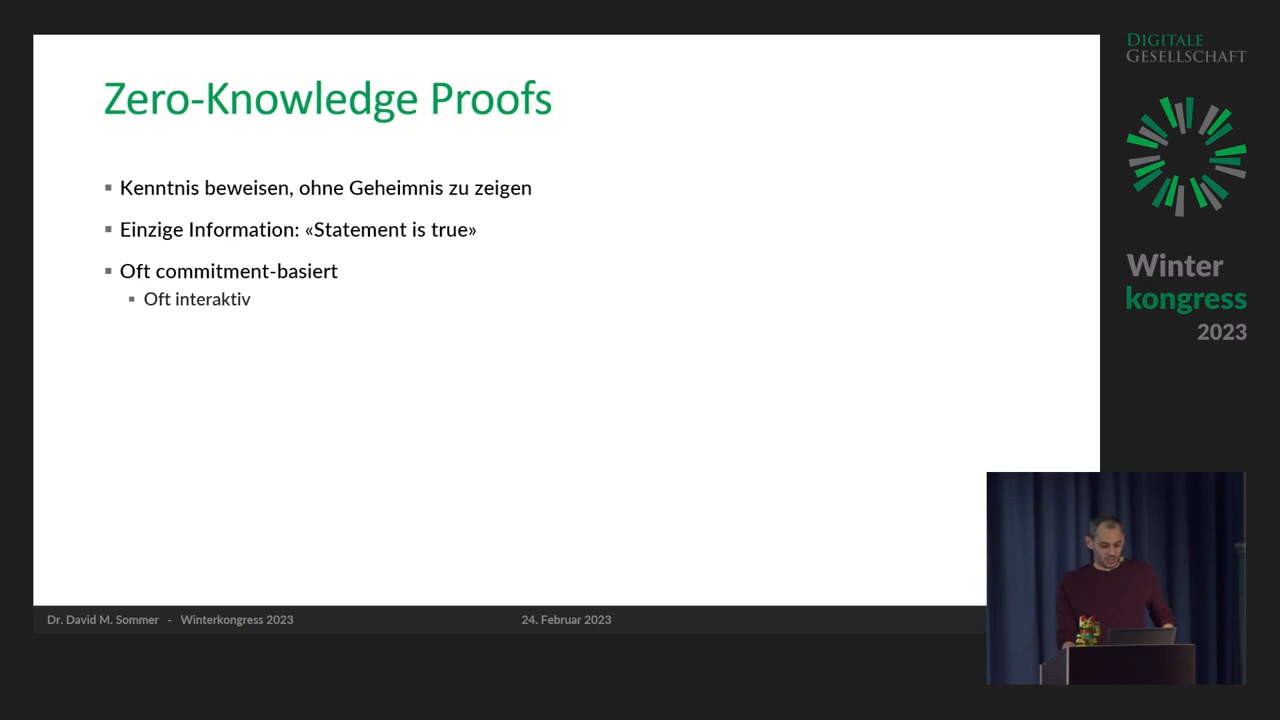 Zero-Knowledge Proofs
Kenntnis beweisen, ohne Geheimnis zu zeigen
Einzige Information: «Statement is true»
Oft commitment-basiert
Oft interaktiv
Dr. David M. Sommer - Winterkongress 2023
24. Februar 2023
DIGITALE
GESELLSCHAFT
Winter
kongress
2023